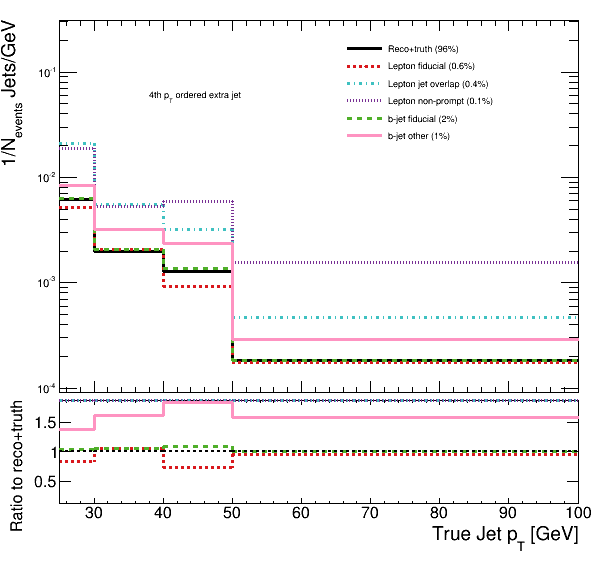 1/N_events Jets/GeV
10^-1
10^-2
10^-3
10^-4
4th p_T ordered extra jet
Reco+truth (96%)
Lepton fiducial (0.6%)
Lepton jet overlap (0.4%)
Lepton non-prompt (0.1%)
b-jet fiducial (2%)
b-jet other (1%)
Ratio to reco+truth
1.5
1
0.5
30 40 50 60 70 80 90 100
True Jet p_T [GeV]